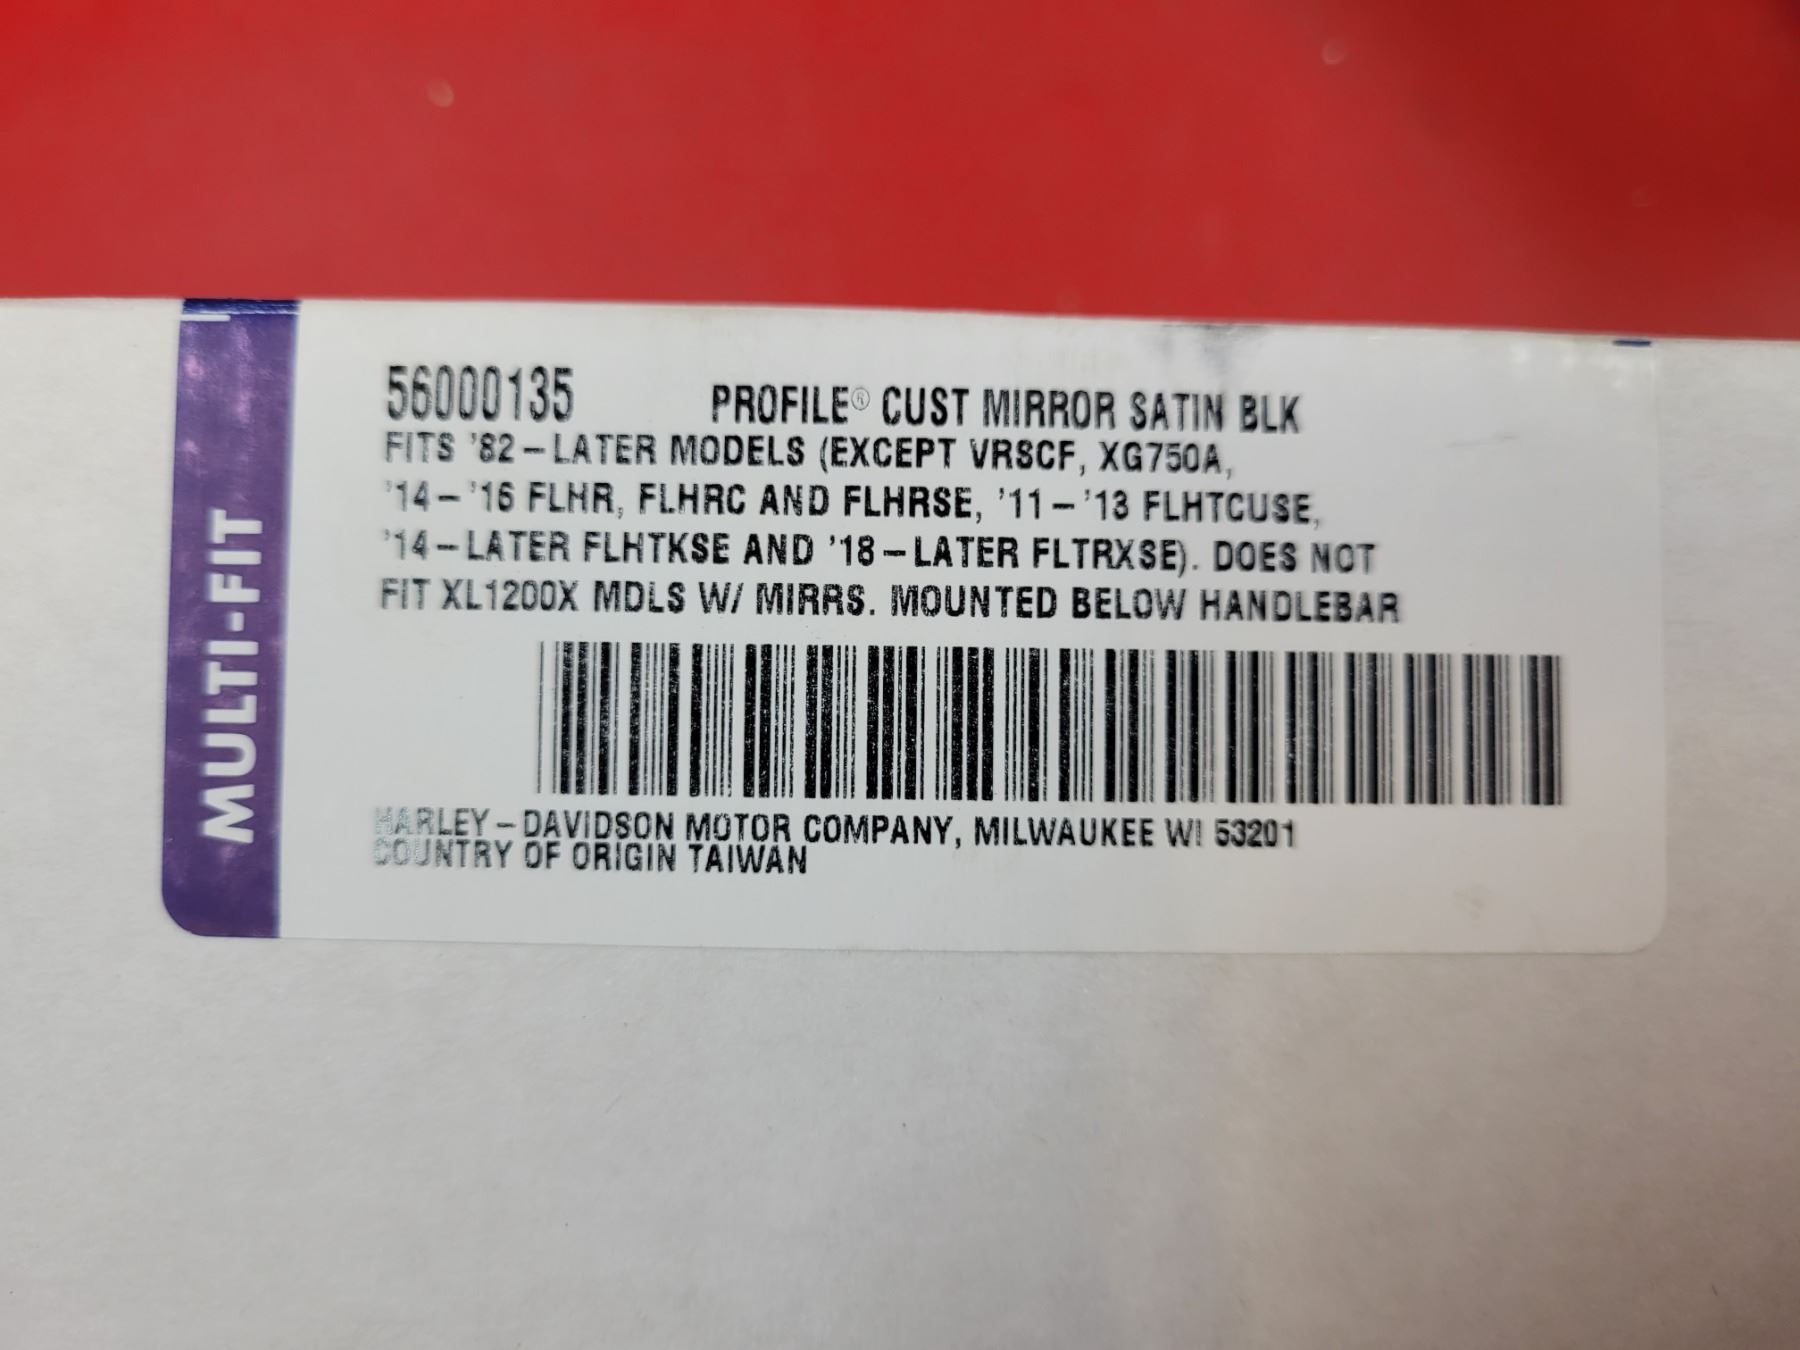 MULTI-FIT
56000135 PROFILE® CUST MIRROR SATIN BLK
FITS '82–LATER MODELS (EXCEPT VRSCF, XG750A,
'14–'16 FLHR, FLHRC AND FLHRSE, '11–'13 FLHTCUSE,
'14–LATER FLHTKSE AND '18–LATER FLTRXSE). DOES NOT
FIT XL1200X MDLS W/ MIRRS. MOUNTED BELOW HANDLEBAR
HARLEY–DAVIDSON MOTOR COMPANY, MILWAUKEE WI 53201
COUNTRY OF ORIGIN TAIWAN